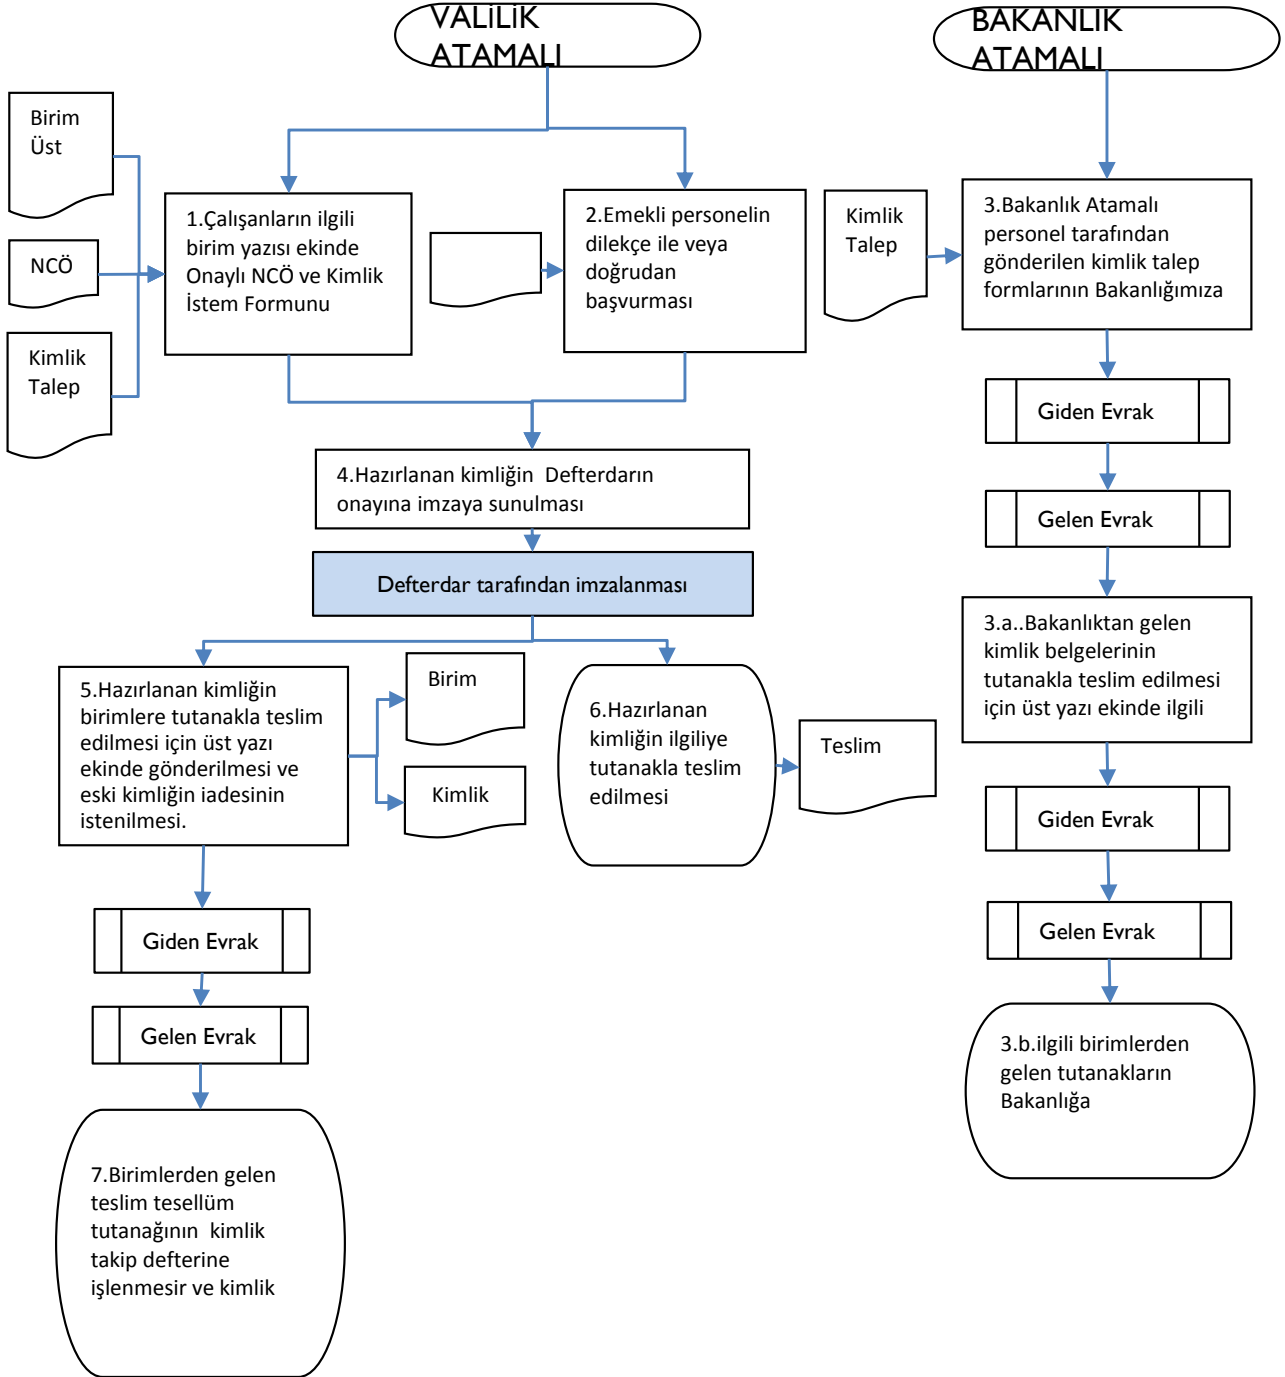 VALİLİK
ATAMALI
BAKANLIK
ATAMALI
Birim
Üst
NCÖ
Kimlik
Talep
1.Çalışanların ilgili
birim yazısı ekinde
Onaylı NCÖ ve Kimlik
İstem Formunu
2.Emekli personelin
dilekçe ile veya
doğrudan
başvurması
Kimlik
Talep
3.Bakanlık Atamalı
personel tarafından
gönderilen kimlik talep
formlarının Bakanlığımıza
Giden Evrak
Gelen Evrak
4.Hazırlanan kimliğin Defterdarın
onayına imzaya sunulması
Defterdar tarafından imzalanması
5.Hazırlanan kimliğin
birimlere tutanakla teslim
edilmesi için üst yazı
ekinde gönderilmesi ve
eski kimliğin iadesinin
istenilmesi.
Birim
Kimlik
6.Hazırlanan
kimliğin ilgiliye
tutanakla teslim
edilmesi
Teslim
3.a..Bakanlıktan gelen
kimlik belgelerinin
tutanakla teslim edilmesi
için üst yazı ekinde ilgili
Giden Evrak
Gelen Evrak
Giden Evrak
Gelen Evrak
3.b.ilgili birimlerden
gelen tutanakların
Bakanlığa
7.Birimlerden gelen
teslim tesellüm
tutanağının kimlik
takip defterine
işlenmesir ve kimlik